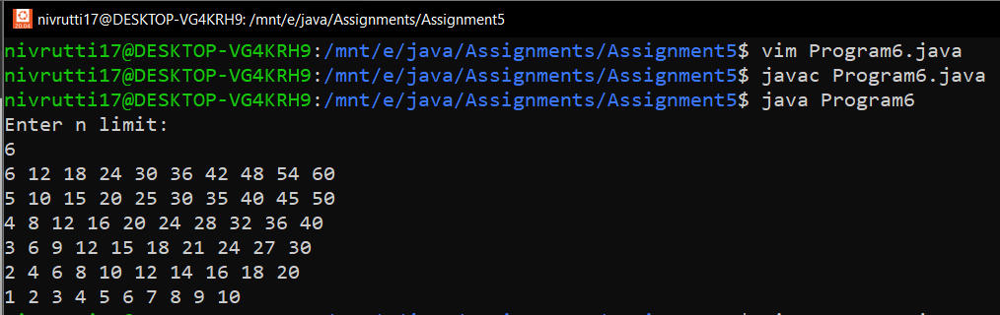 20.04 nivrutti17@DESKTOP-VG4KRH9: /mnt/e/java/Assignments/Assignment5
nivrutti17@DESKTOP-VG4KRH9:/mnt/e/java/Assignments/Assignment5$ vim Program6.java
nivrutti17@DESKTOP-VG4KRH9:/mnt/e/java/Assignments/Assignment5$ javac Program6.java
nivrutti17@DESKTOP-VG4KRH9:/mnt/e/java/Assignments/Assignment5$ java Program6
Enter n limit:
6
6 12 18 24 30 36 42 48 54 60
5 10 15 20 25 30 35 40 45 50
4 8 12 16 20 24 28 32 36 40
3 6 9 12 15 18 21 24 27 30
2 4 6 8 10 12 14 16 18 20
1 2 3 4 5 6 7 8 9 10